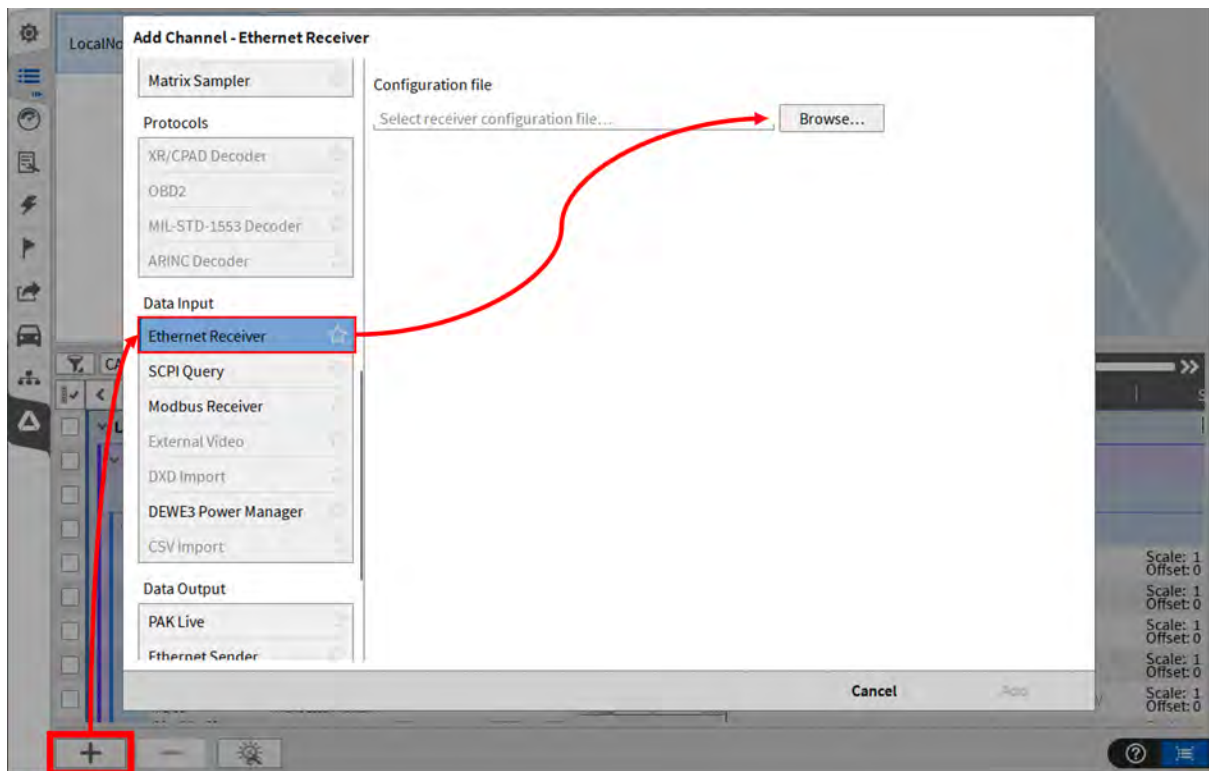 LocalNo
Add Channel - Ethernet Receiver
Matrix Sampler
Configuration file
Select receiver configuration file...
Browse...
Protocols
XR/CPAD Decoder
OBD2
MIL-STD-1553 Decoder
ARINC Decoder
Data Input
Ethernet Receiver
SCPI Query
Modbus Receiver
External Video
DXD Import
DEWE3 Power Manager
CSV Import
Data Output
PAK Live
Ethernet Sender
Cancel
Add
CA
S
L
Scale: 1
Offset: 0
Scale: 1
Offset: 0
Scale: 1
Offset: 0
Scale: 1
Offset: 0
Scale: 1
Offset: 0